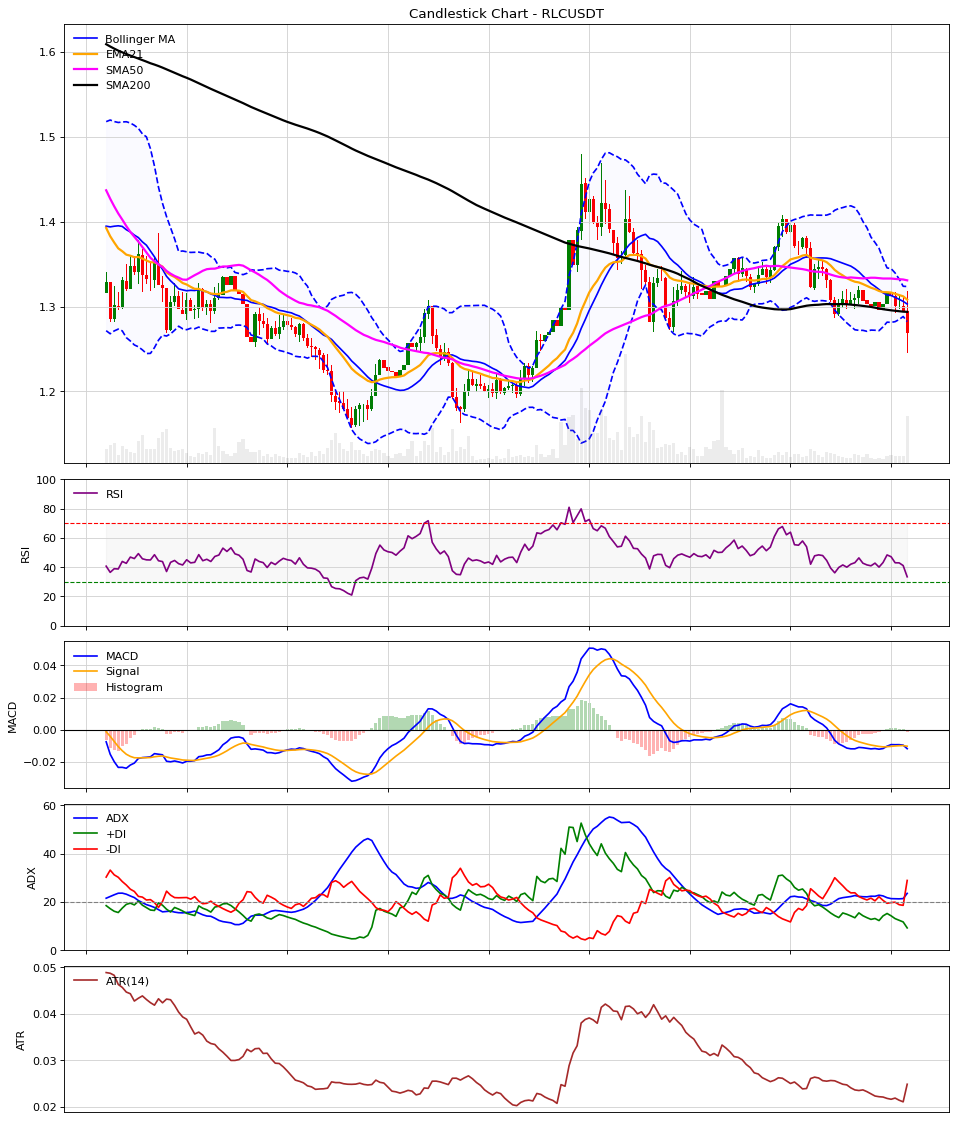 Candlestick Chart - RLCUSDT
Bollinger MA
EMA21
SMA50
SMA200
1.6
1.5
1.4
1.3
1.2
RSI
100
80
60
40
20
0
RSI
MACD
Signal
Histogram
0.04
0.02
0.00
−0.02
MACD
ADX
+DI
-DI
60
40
20
0
ADX
ATR(14)
0.05
0.04
0.03
0.02
ATR